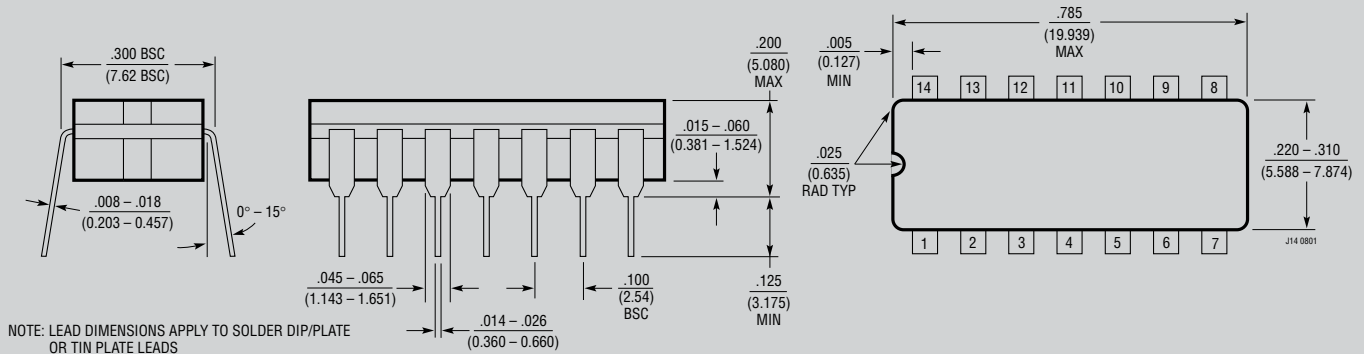 .300 BSC
(7.62 BSC)
.008 – .018
(0.203 – 0.457)
0° – 15°
.200
(5.080)
MAX
.015 – .060
(0.381 – 1.524)
.045 – .065
(1.143 – 1.651)
.100
(2.54)
BSC
.014 – .026
(0.360 – 0.660)
.125
(3.175)
MIN
.785
(19.939)
MAX
.005
(0.127)
MIN
14 13 12 11 10 9 8
.025
(0.635)
RAD TYP
.220 – .310
(5.588 – 7.874)
1 2 3 4 5 6 7
J14 0801
NOTE: LEAD DIMENSIONS APPLY TO SOLDER DIP/PLATE
OR TIN PLATE LEADS